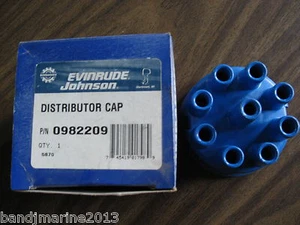 EVINRUDE
Johnson
DISTRIBUTOR CAP
P/N 0982209
QTY 1
© bandjmarine2013